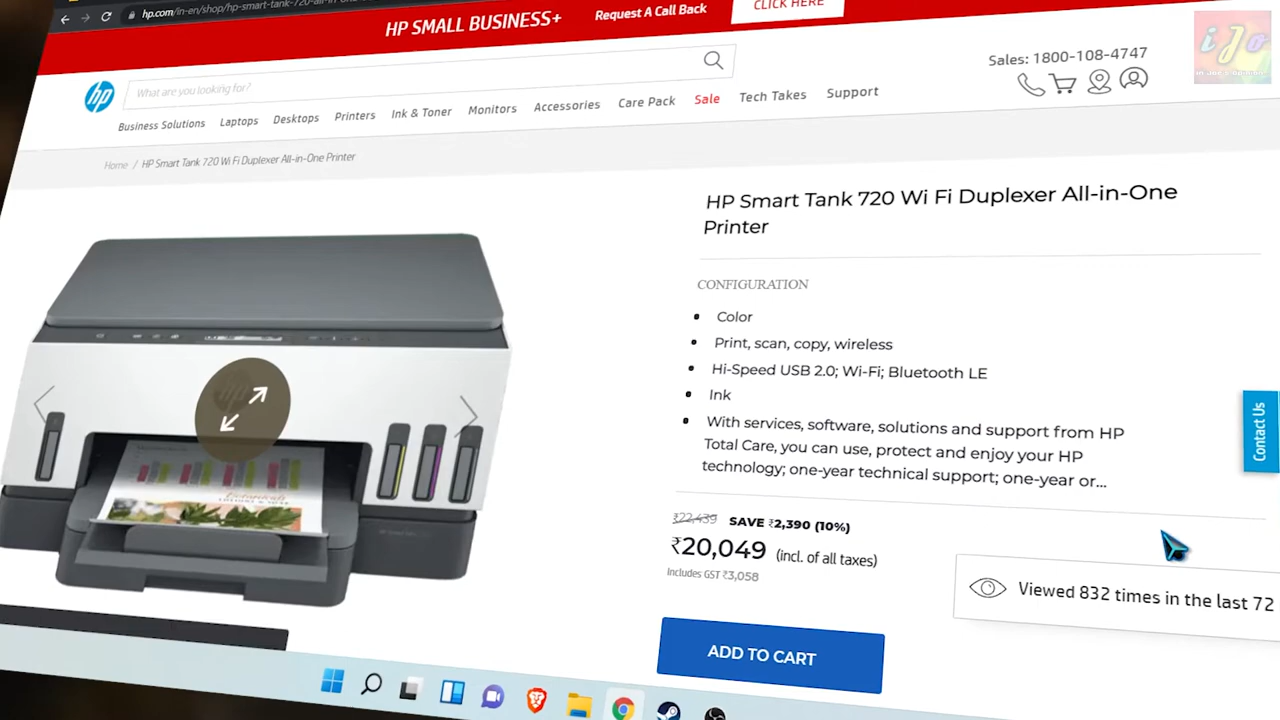 hp.com/in-en/shop/hp-smart-tank-720-all-in-one
HP SMALL BUSINESS+
Request A Call Back
CLICK HERE
iJo
hp
What are you looking for?
Sales: 1800-108-4747
Business Solutions Laptops Desktops Printers Ink & Toner Monitors Accessories Care Pack Sale Tech Takes Support
Home / HP Smart Tank 720 Wi Fi Duplexer All-in-One Printer
HP Smart Tank 720 Wi Fi Duplexer All-in-One
Printer
CONFIGURATION
Color
Print, scan, copy, wireless
Hi-Speed USB 2.0; Wi-Fi; Bluetooth LE
Ink
With services, software, solutions and support from HP
Total Care, you can use, protect and enjoy your HP
technology; one-year technical support; one-year or...
Contact Us
₹22,439 SAVE ₹2,390 (10%)
₹20,049 (incl. of all taxes)
Includes GST ₹3,058
Viewed 832 times in the last 72
ADD TO CART